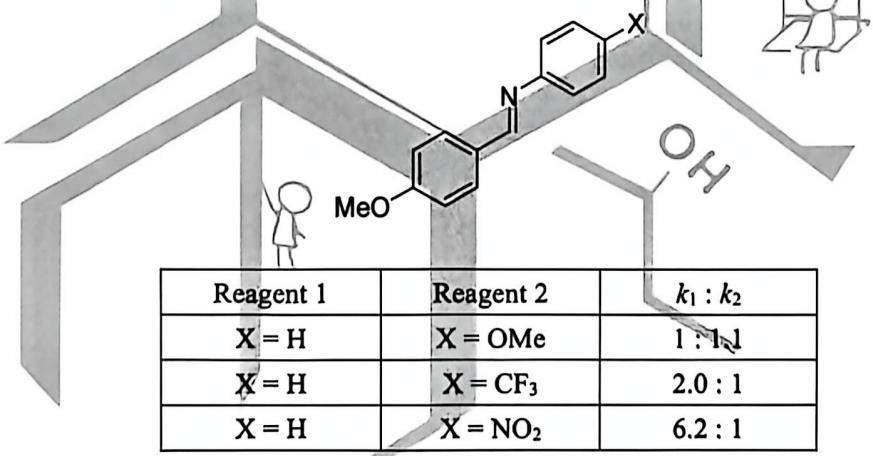 X
N
OH
MeO
Reagent 1 Reagent 2 k₁ : k₂
X = H X = OMe 1 : 1.1
X = H X = CF₃ 2.0 : 1
X = H X = NO₂ 6.2 : 1